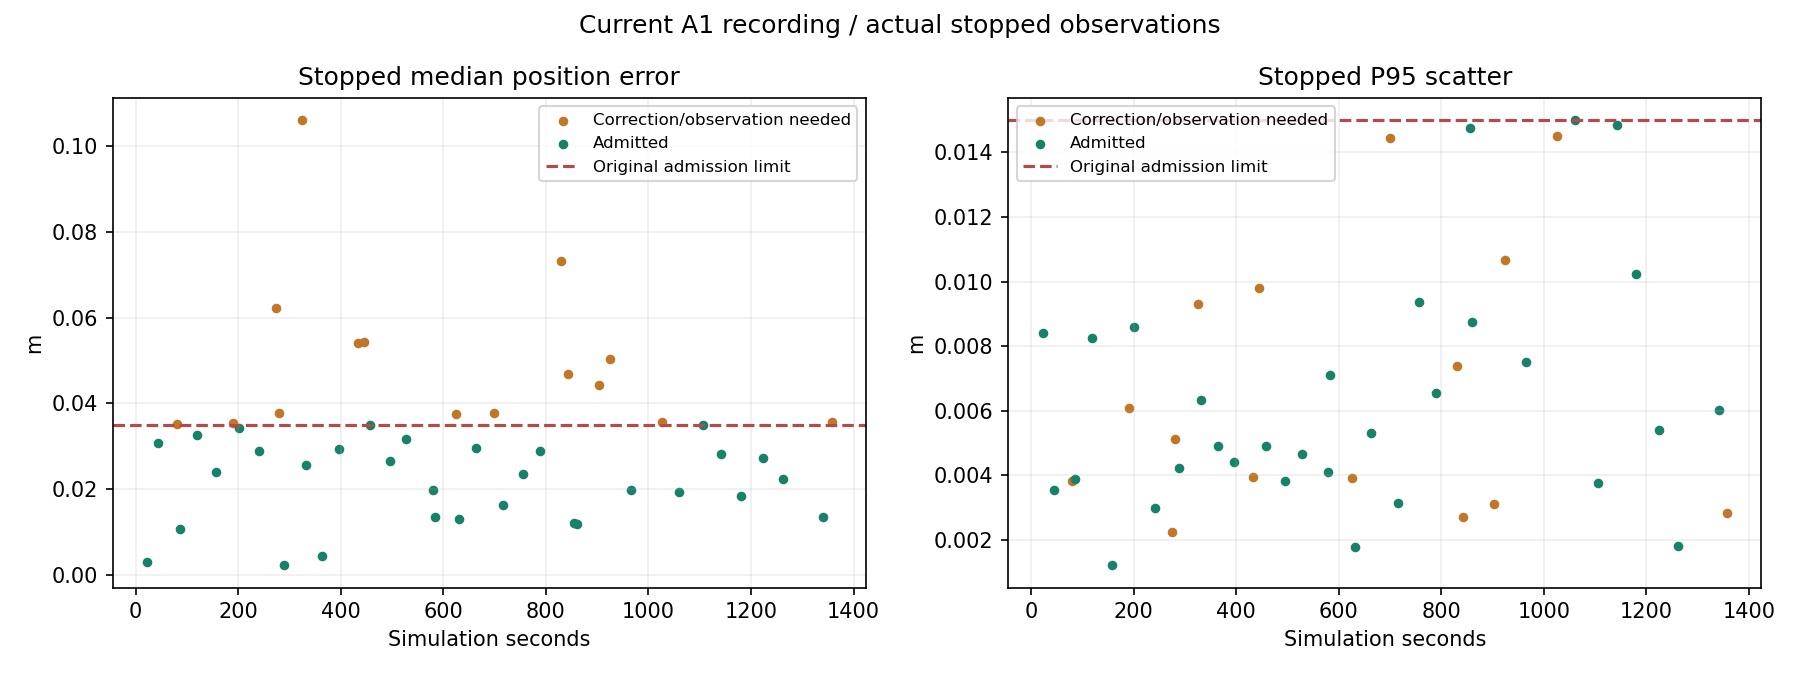 Current A1 recording / actual stopped observations
Stopped median position error
m
0.10
0.08
0.06
0.04
0.02
0.00
Correction/observation needed
Admitted
Original admission limit
0 200 400 600 800 1000 1200 1400
Simulation seconds
Stopped P95 scatter
m
0.014
0.012
0.010
0.008
0.006
0.004
0.002
Correction/observation needed
Admitted
Original admission limit
0 200 400 600 800 1000 1200 1400
Simulation seconds